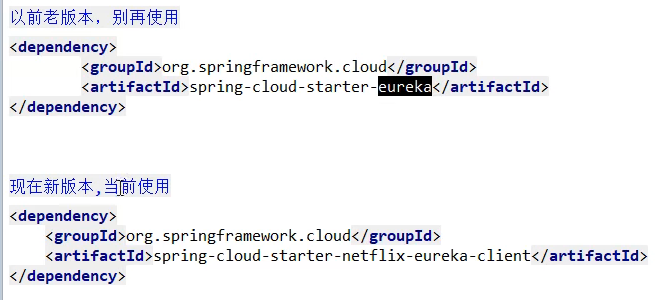 以前老版本，别再使用
<dependency>
<groupId>org.springframework.cloud</groupId>
<artifactId>spring-cloud-starter-eureka</artifactId>
</dependency>
现在新版本,当前使用
<dependency>
<groupId>org.springframework.cloud</groupId>
<artifactId>spring-cloud-starter-netflix-eureka-client</artifactId>
</dependency>